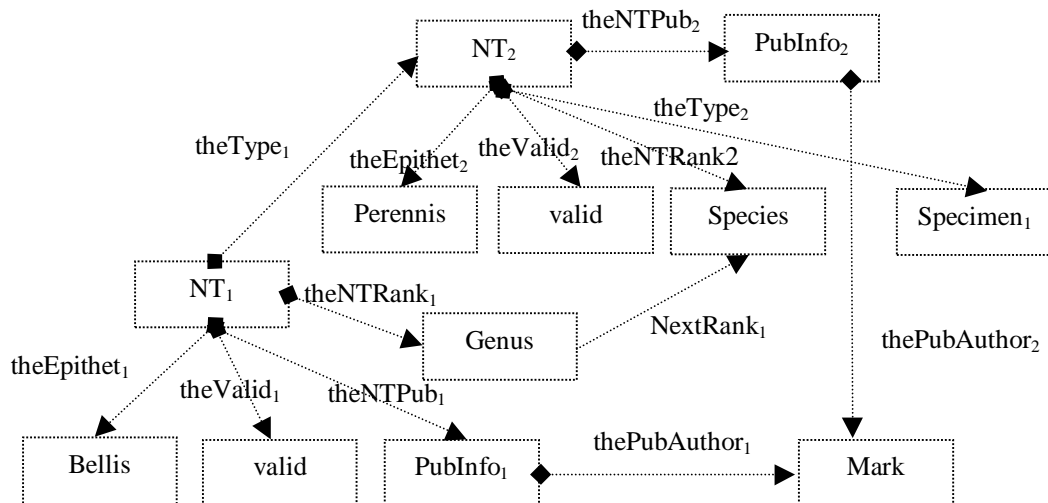 theNTPub₂
NT₂
PubInfo₂
theType₂
theType₁
theEpithet₂
theValid₂
theNTRank2
Perennis
valid
Species
Specimen₁
NT₁
theNTRank₁
Genus
NextRank₁
thePubAuthor₂
theEpithet₁
theValid₁
theNTPub₁
thePubAuthor₁
Bellis
valid
PubInfo₁
Mark